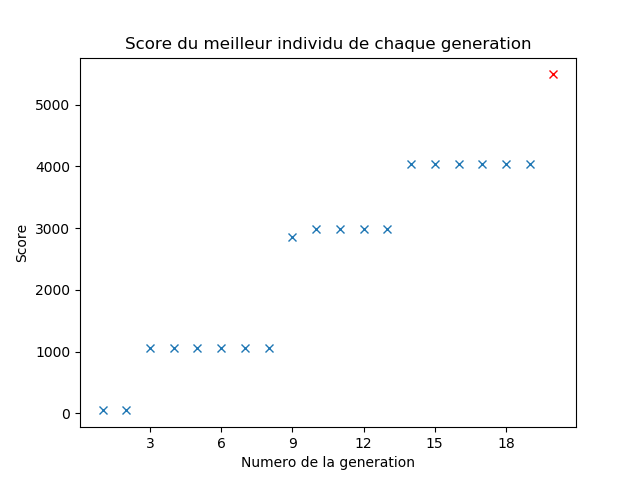 Score du meilleur individu de chaque generation
5000
4000
3000
2000
1000
0
Score
3 6 9 12 15 18
Numero de la generation